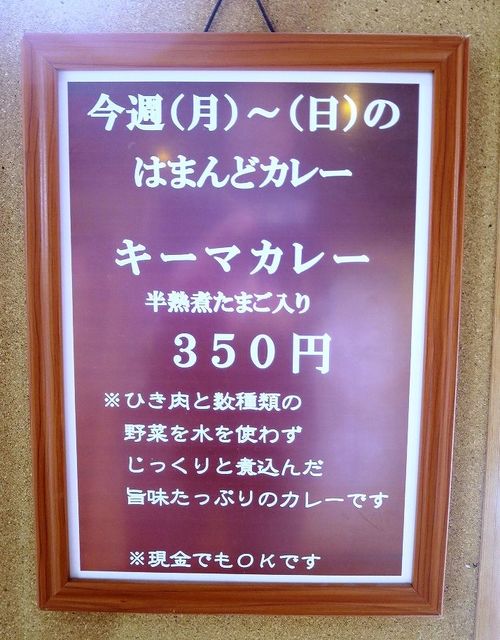 今週(月)～(日)の
はまんどカレー
キーマカレー
半熟煮たまご入り
３５０円
※ひき肉と数種類の
野菜を水を使わず
じっくりと煮込んだ
旨味たっぷりのカレーです
※現金でもＯＫです